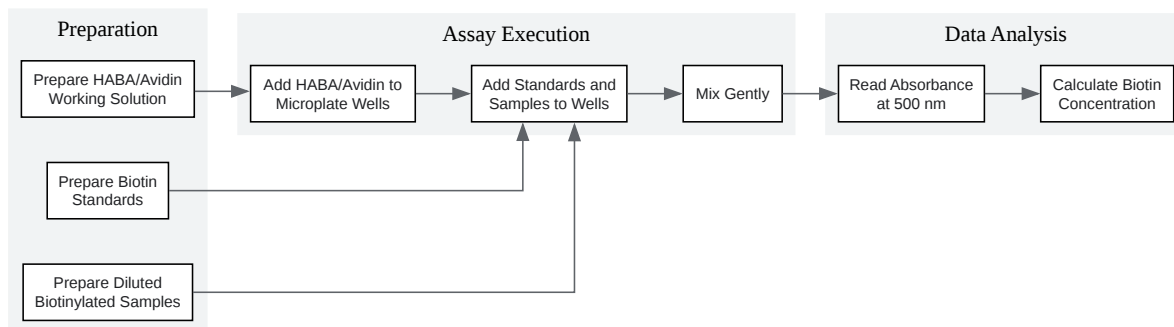 Preparation
Prepare HABA/Avidin
Working Solution
Prepare Biotin
Standards
Prepare Diluted
Biotinylated Samples
Assay Execution
Add HABA/Avidin to
Microplate Wells
Add Standards and
Samples to Wells
Mix Gently
Data Analysis
Read Absorbance
at 500 nm
Calculate Biotin
Concentration